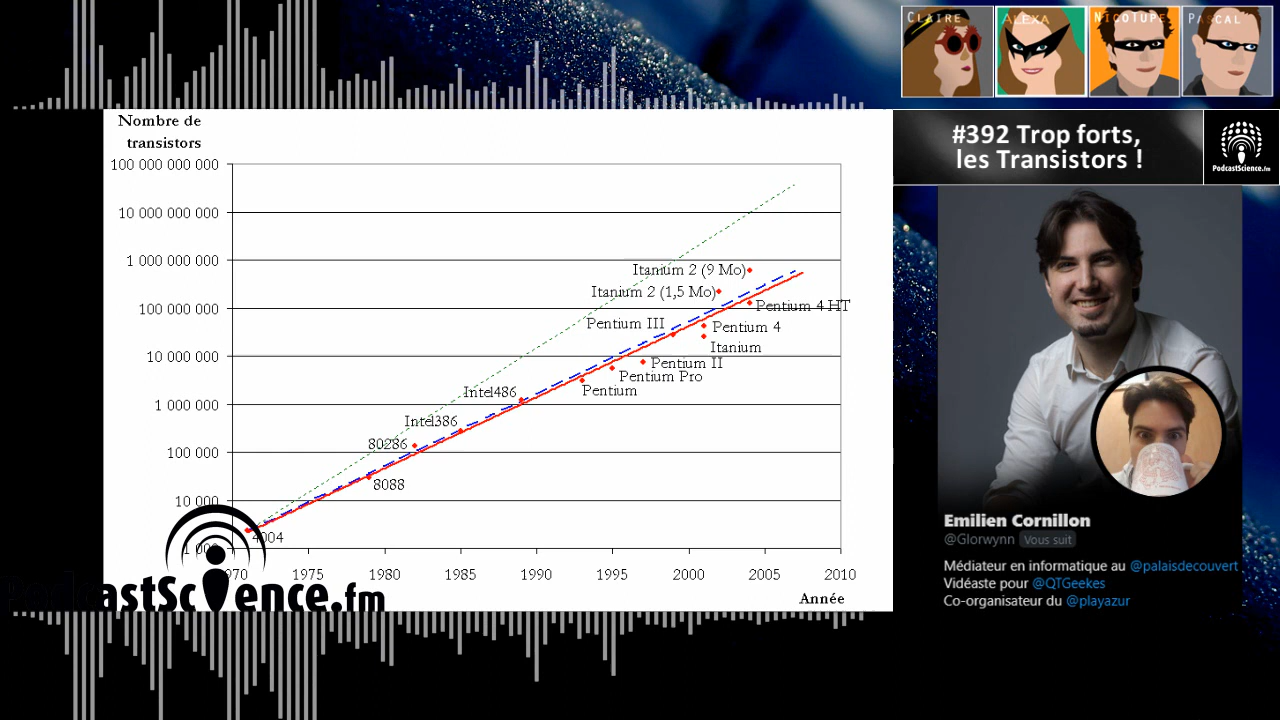 CLAIRE
ALEXA
NICOTUPE
PASCAL
#392 Trop forts,
les Transistors !
PodcastScience.fm
Nombre de
transistors
100 000 000 000
10 000 000 000
1 000 000 000
100 000 000
10 000 000
1 000 000
100 000
10 000
1 000
Itanium 2 (9 Mo)
Itanium 2 (1,5 Mo)
Pentium 4 HT
Pentium III
Pentium 4
Itanium
Pentium II
Pentium Pro
Pentium
Intel486
Intel386
80286
8088
4004
970
1975
1980
1985
1990
1995
2000
2005
2010
Année
PodcastScience.fm
Emilien Cornillon
@Glorwynn Vous suit
Médiateur en informatique au @palaisdecouvert
Vidéaste pour @QTGeekes
Co-organisateur du @playazur